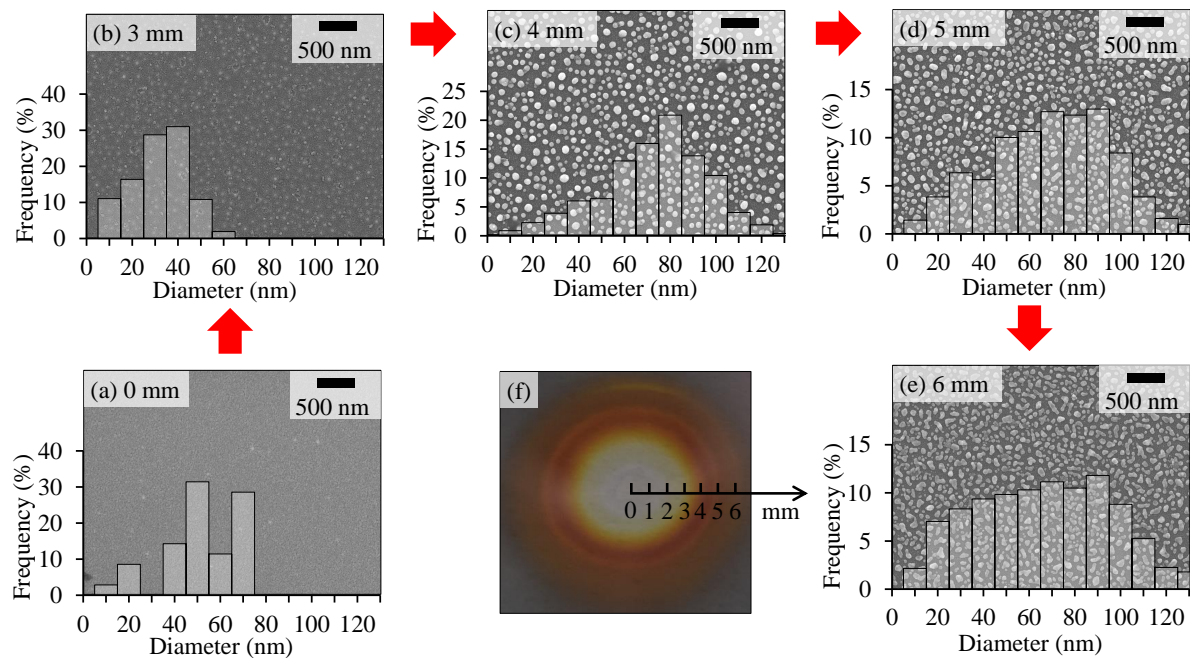 (b) 3 mm
500 nm
40
30
20
10
0
Frequency (%)
0 20 40 60 80 100 120
Diameter (nm)
(c) 4 mm
500 nm
25
20
15
10
5
0
Frequency (%)
0 20 40 60 80 100 120
Diameter (nm)
(d) 5 mm
500 nm
15
10
5
0
Frequency (%)
0 20 40 60 80 100 120
Diameter (nm)
(a) 0 mm
500 nm
40
30
20
10
0
Frequency (%)
0 20 40 60 80 100 120
Diameter (nm)
(f)
0 1 2 3 4 5 6 mm
(e) 6 mm
500 nm
15
10
5
0
Frequency (%)
0 20 40 60 80 100 120
Diameter (nm)